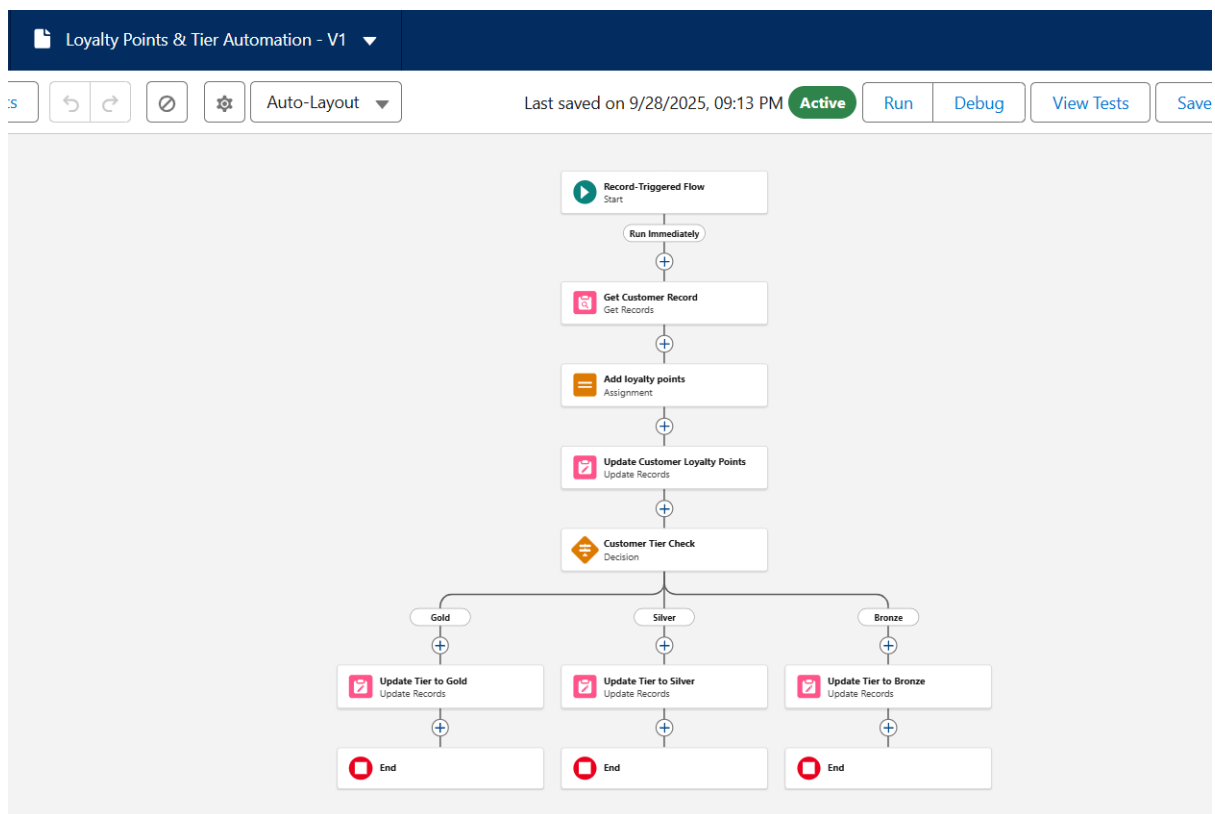 Loyalty Points & Tier Automation - V1
Auto-Layout
Last saved on 9/28/2025, 09:13 PM
Active
Run
Debug
View Tests
Save
Record-Triggered Flow
Start
Run Immediately
Get Customer Record
Get Records
Add loyalty points
Assignment
Update Customer Loyalty Points
Update Records
Customer Tier Check
Decision
Gold
Silver
Bronze
Update Tier to Gold
Update Records
Update Tier to Silver
Update Records
Update Tier to Bronze
Update Records
End
End
End